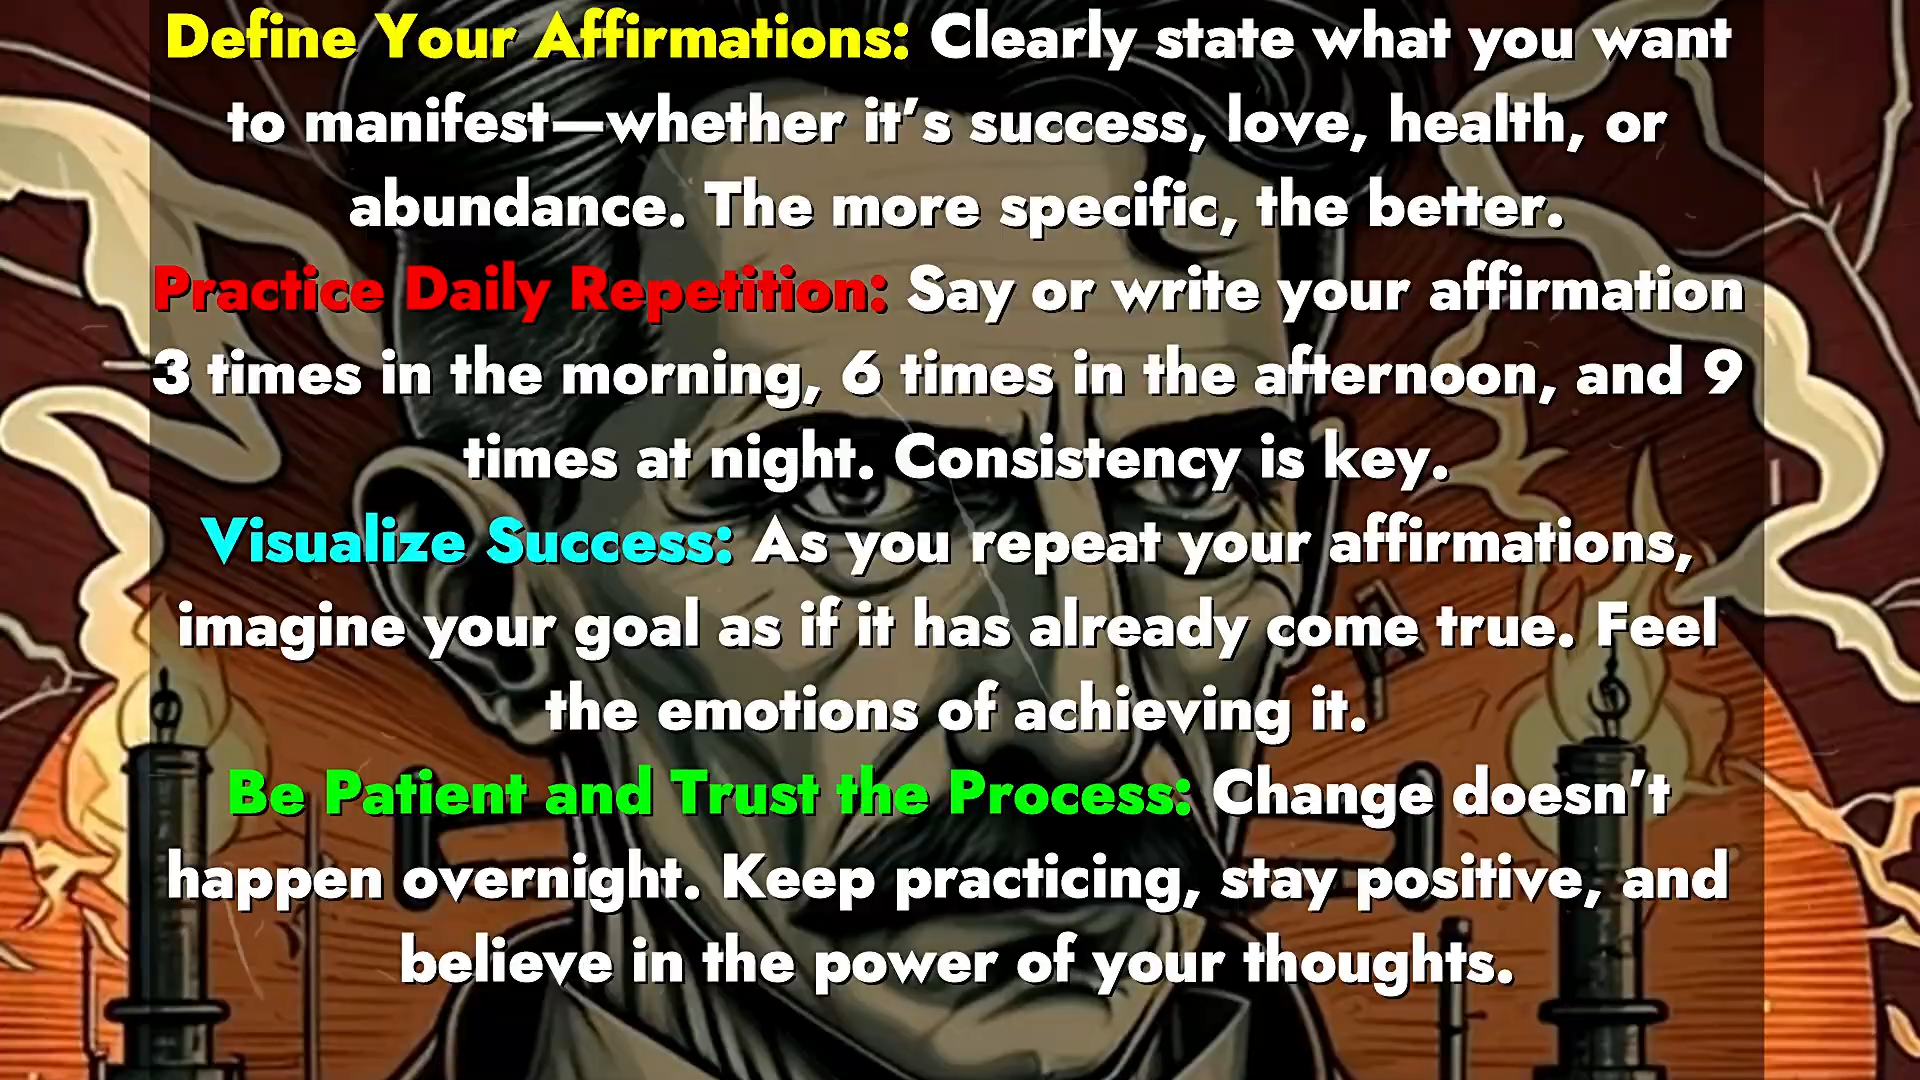 Define Your Affirmations: Clearly state what you want
to manifest—whether it’s success, love, health, or
abundance. The more specific, the better.
Practice Daily Repetition: Say or write your affirmation
3 times in the morning, 6 times in the afternoon, and 9
times at night. Consistency is key.
Visualize Success: As you repeat your affirmations,
imagine your goal as if it has already come true. Feel
the emotions of achieving it.
Be Patient and Trust the Process: Change doesn’t
happen overnight. Keep practicing, stay positive, and
believe in the power of your thoughts.